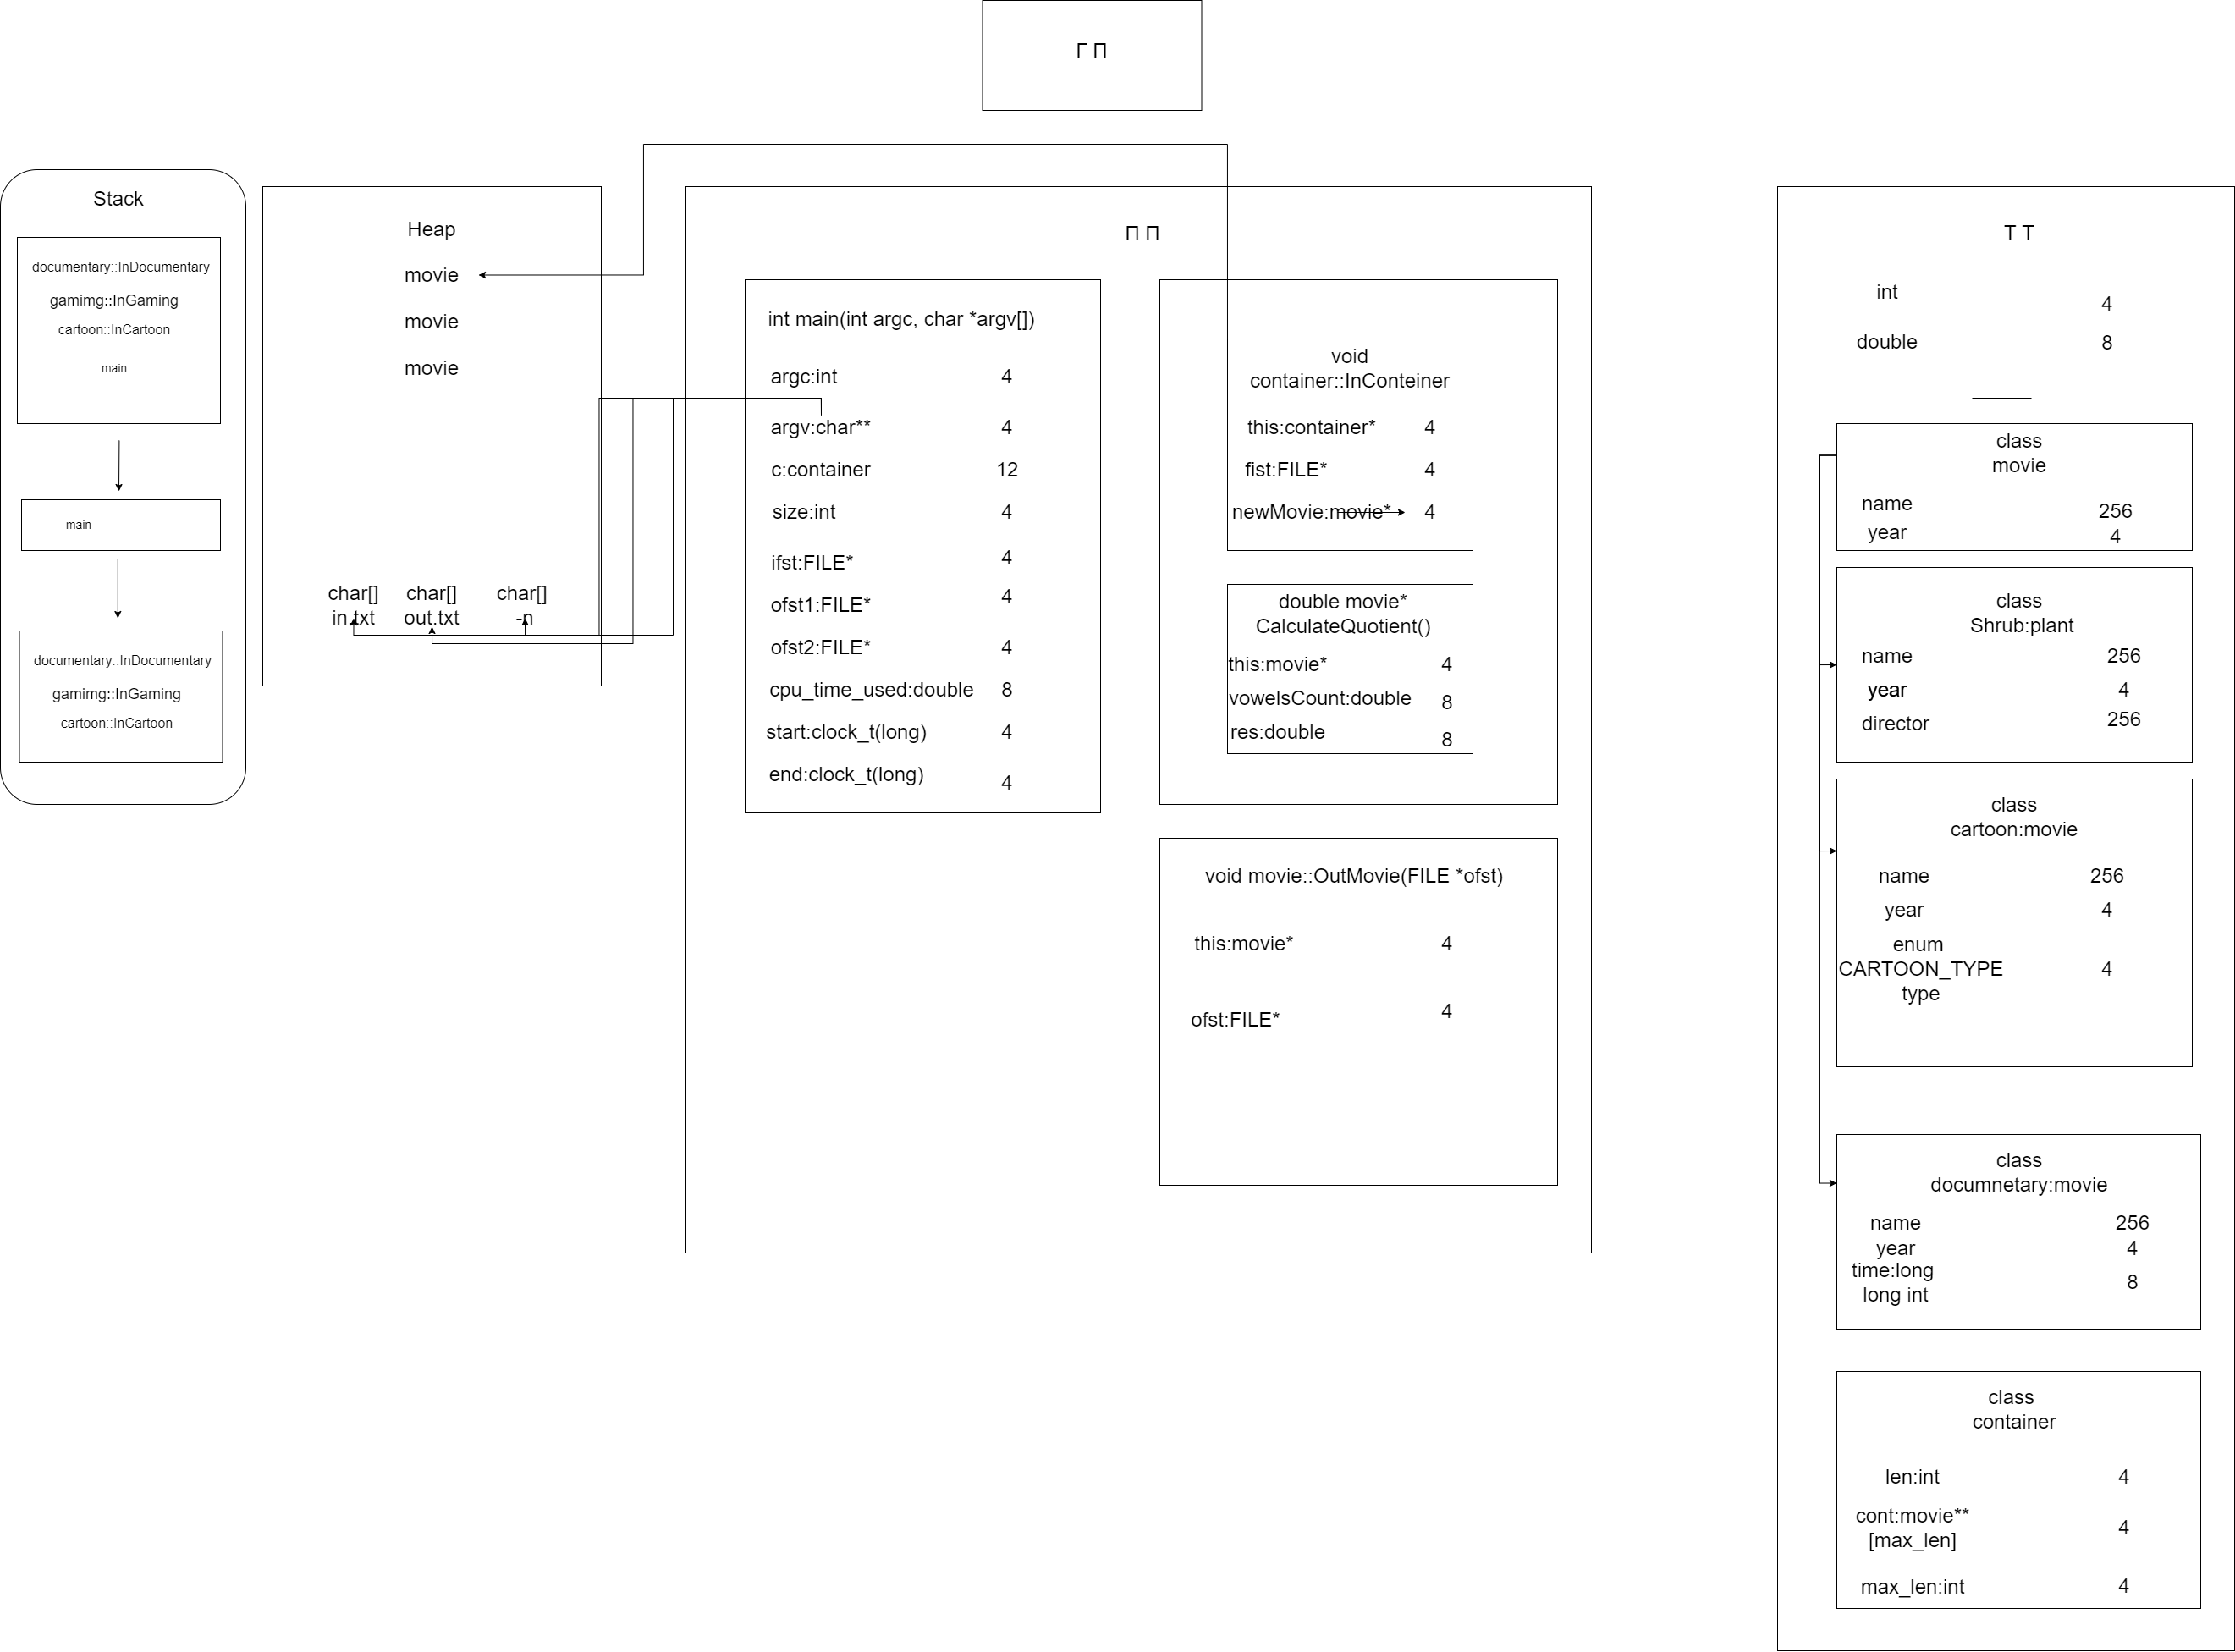 Г П
Stack
documentary::InDocumentary
gamimg::InGaming
cartoon::InCartoon
main
main
documentary::InDocumentary
gamimg::InGaming
cartoon::InCartoon
Heap
movie
movie
movie
char[] char[] char[]
in.txt out.txt -n
П П
int main(int argc, char *argv[])
argc:int 4
argv:char** 4
c:container 12
size:int 4
ifst:FILE* 4
ofst1:FILE* 4
ofst2:FILE* 4
cpu_time_used:double 8
start:clock_t(long) 4
end:clock_t(long) 4
void
container::InConteiner
this:container* 4
fist:FILE* 4
newMovie:movie* 4
double movie*
CalculateQuotient()
this:movie* 4
vowelsCount:double 8
res:double 8
void movie::OutMovie(FILE *ofst)
this:movie* 4
ofst:FILE* 4
Т Т
int 4
double 8
class
movie
name 256
year 4
class
Shrub:plant
name 256
year 4
director 256
class
cartoon:movie
name 256
year 4
enum
CARTOON_TYPE 4
type
class
documnetary:movie
name 256
year 4
time:long 8
long int
class
container
len:int 4
cont:movie** 4
[max_len]
max_len:int 4